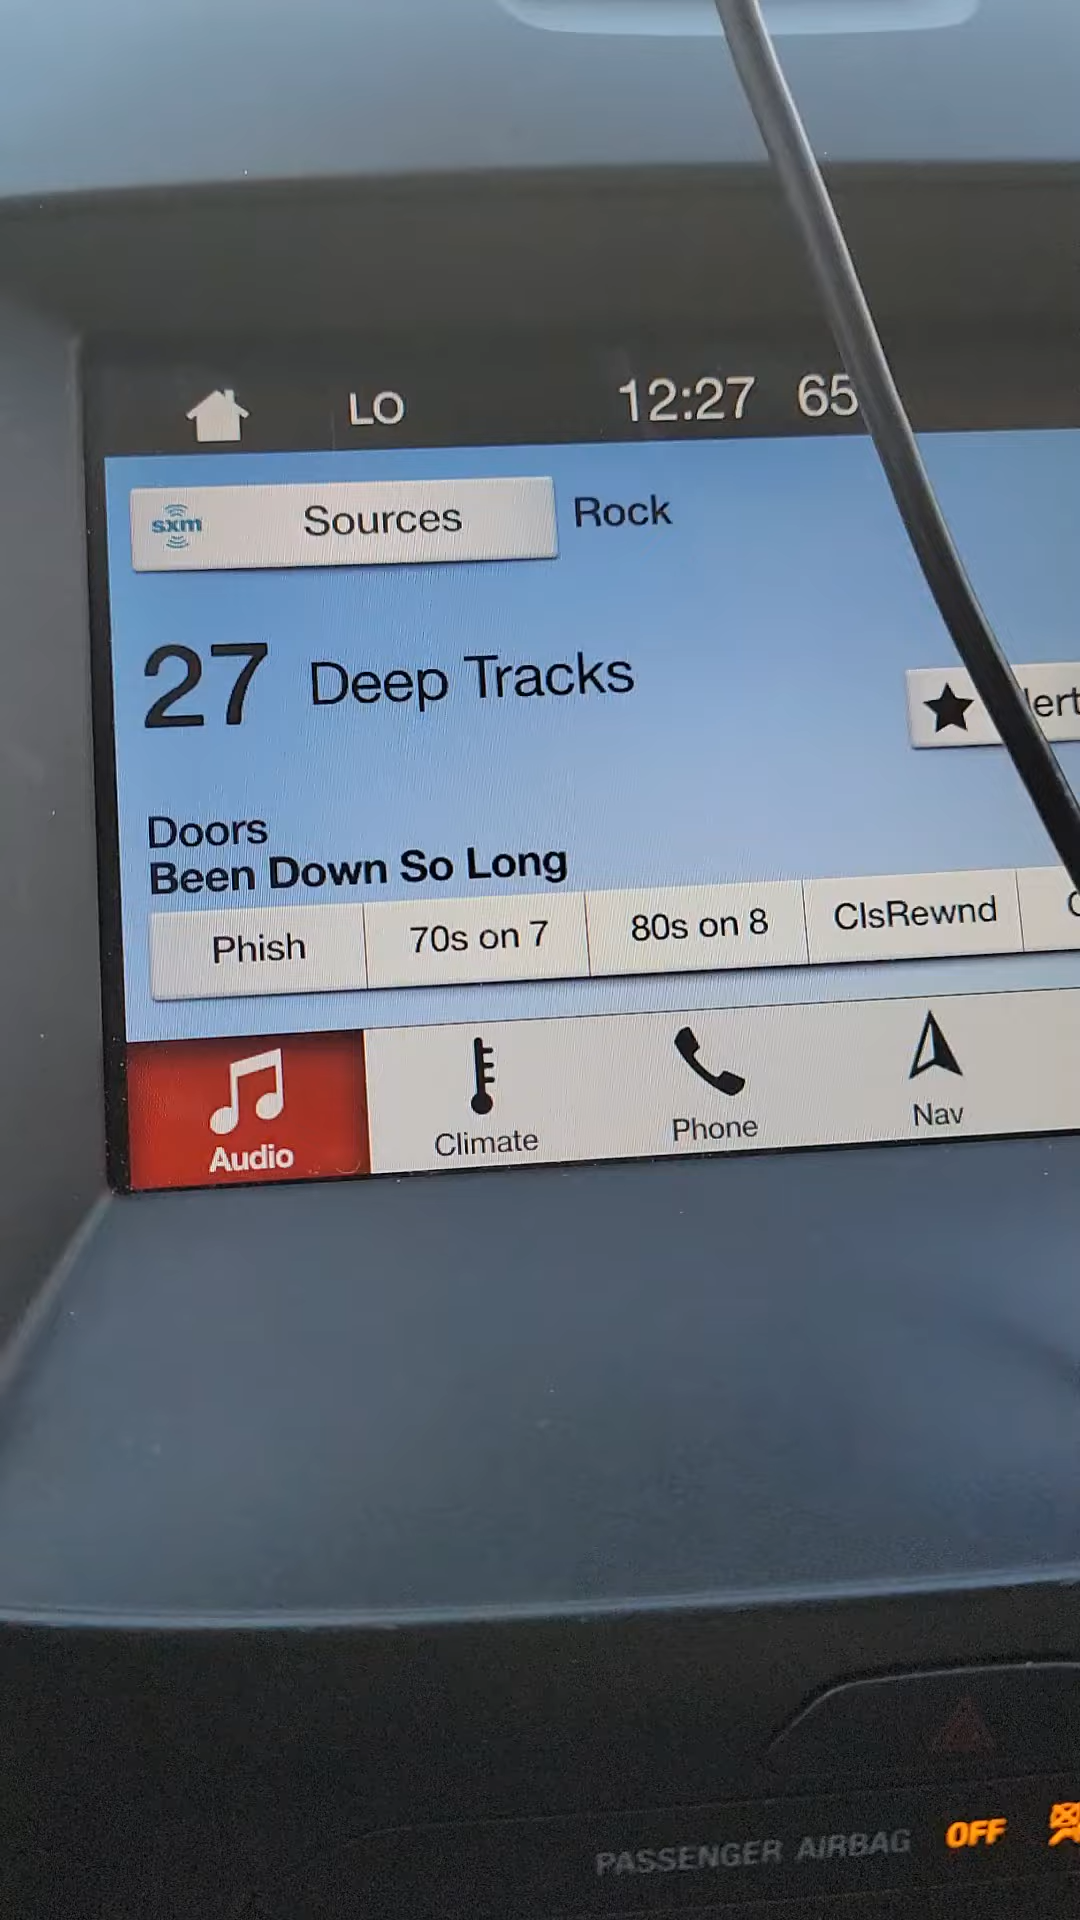 LO 12:27 65
sxm Sources Rock
27 Deep Tracks
Doors
Been Down So Long
Phish 70s on 7 80s on 8 ClsRewnd
Audio Climate Phone Nav
PASSENGER AIRBAG OFF